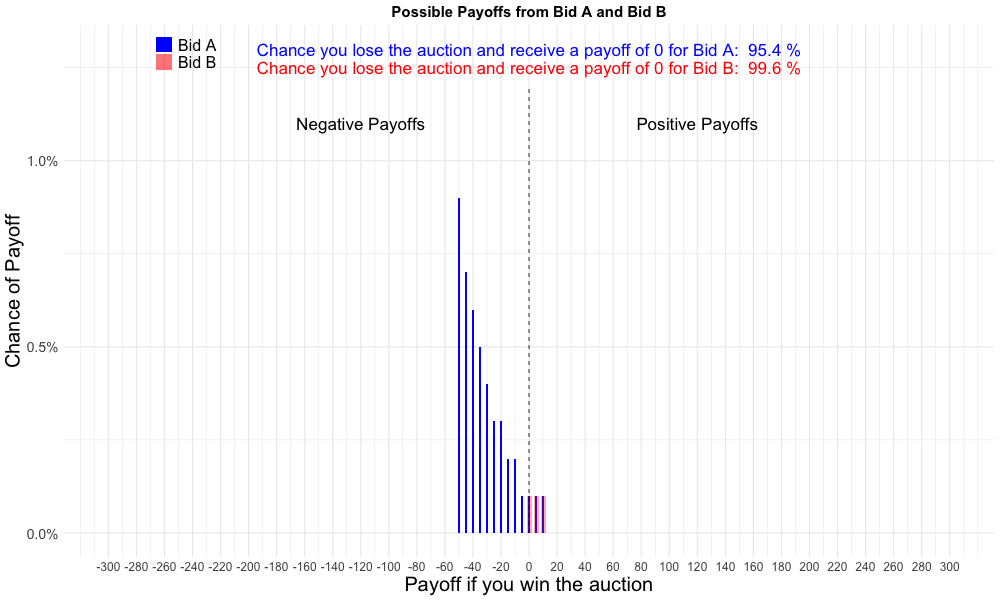 Possible Payoffs from Bid A and Bid B
Bid A
Bid B
Chance you lose the auction and receive a payoff of 0 for Bid A:  95.4 %
Chance you lose the auction and receive a payoff of 0 for Bid B:  99.6 %
Negative Payoffs
Positive Payoffs
Chance of Payoff
1.0%
0.5%
0.0%
-300 -280 -260 -240 -220 -200 -180 -160 -140 -120 -100 -80 -60 -40 -20 0 20 40 60 80 100 120 140 160 180 200 220 240 260 280 300
Payoff if you win the auction